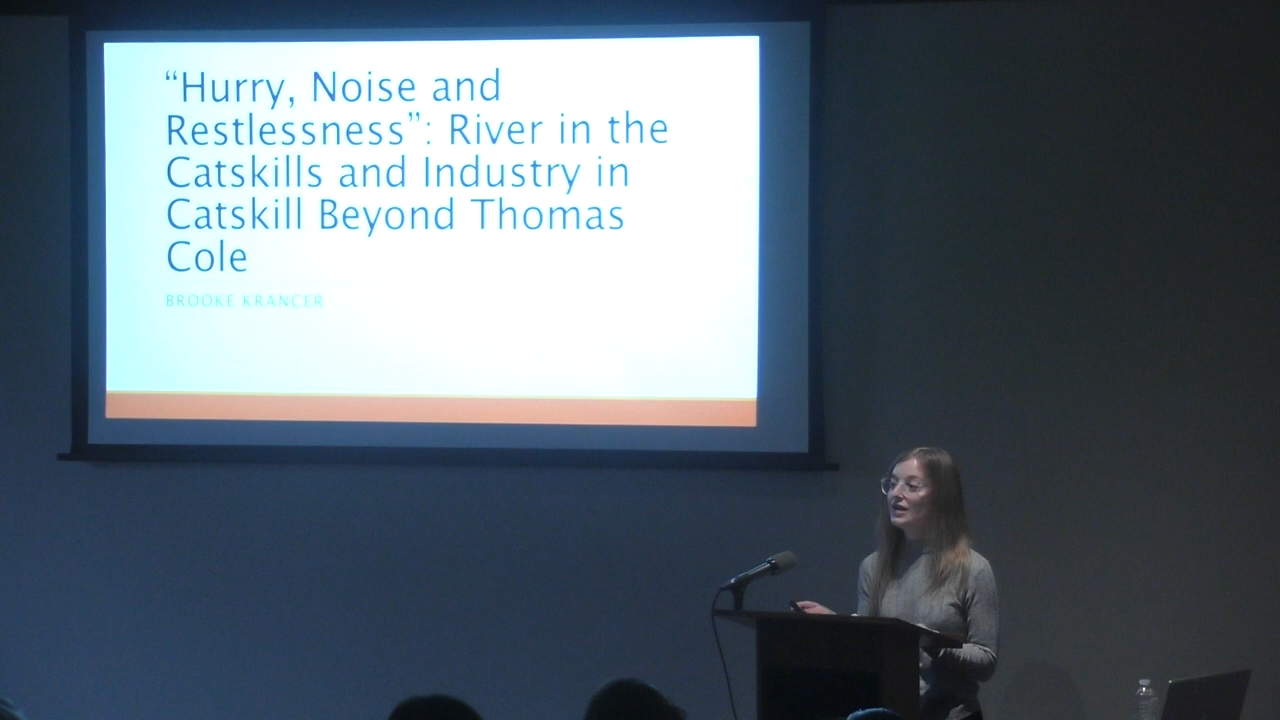 “Hurry, Noise and
Restlessness”: River in the
Catskills and Industry in
Catskill Beyond Thomas
Cole
BROOKE KRANCER